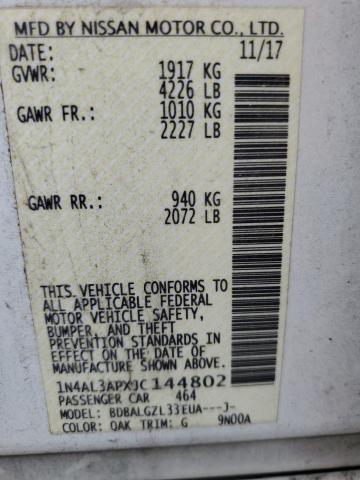 MFD BY NISSAN MOTOR CO., LTD.
DATE: 11/17
GVWR: 1917 KG
4226 LB
GAWR FR.: 1010 KG
2227 LB
GAWR RR.: 940 KG
2072 LB
THIS VEHICLE CONFORMS TO
ALL APPLICABLE FEDERAL
MOTOR VEHICLE SAFETY,
BUMPER, AND THEFT
PREVENTION STANDARDS IN
EFFECT ON THE DATE OF
MANUFACTURE SHOWN ABOVE.
1N4AL3APXJC144802
PASSENGER CAR 464
MODEL: BDBALGZL33EUA---J-
COLOR: QAK TRIM: G 9N00A